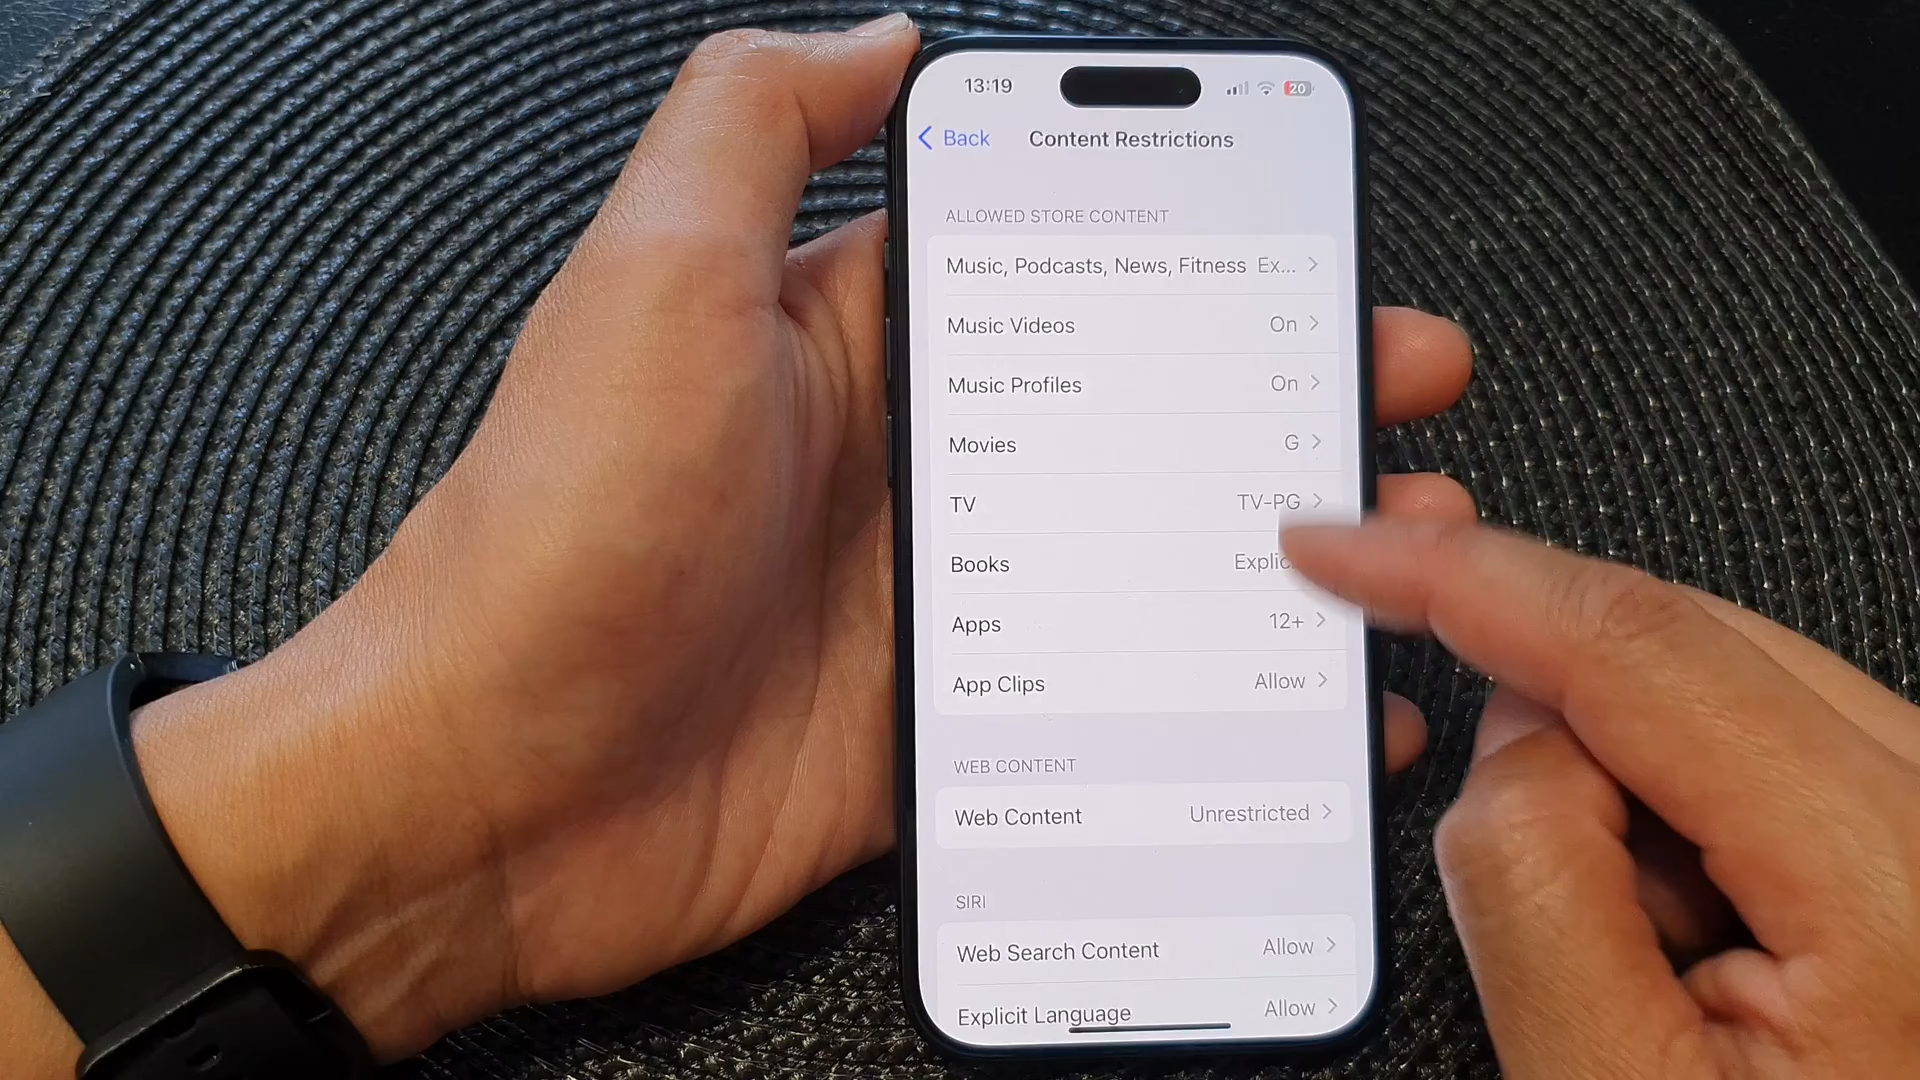 13:19 20
Back Content Restrictions
ALLOWED STORE CONTENT
Music, Podcasts, News, Fitness Ex...
Music Videos On
Music Profiles On
Movies G
TV TV-PG
Books Explic
Apps 12+
App Clips Allow
WEB CONTENT
Web Content Unrestricted
SIRI
Web Search Content Allow
Explicit Language Allow